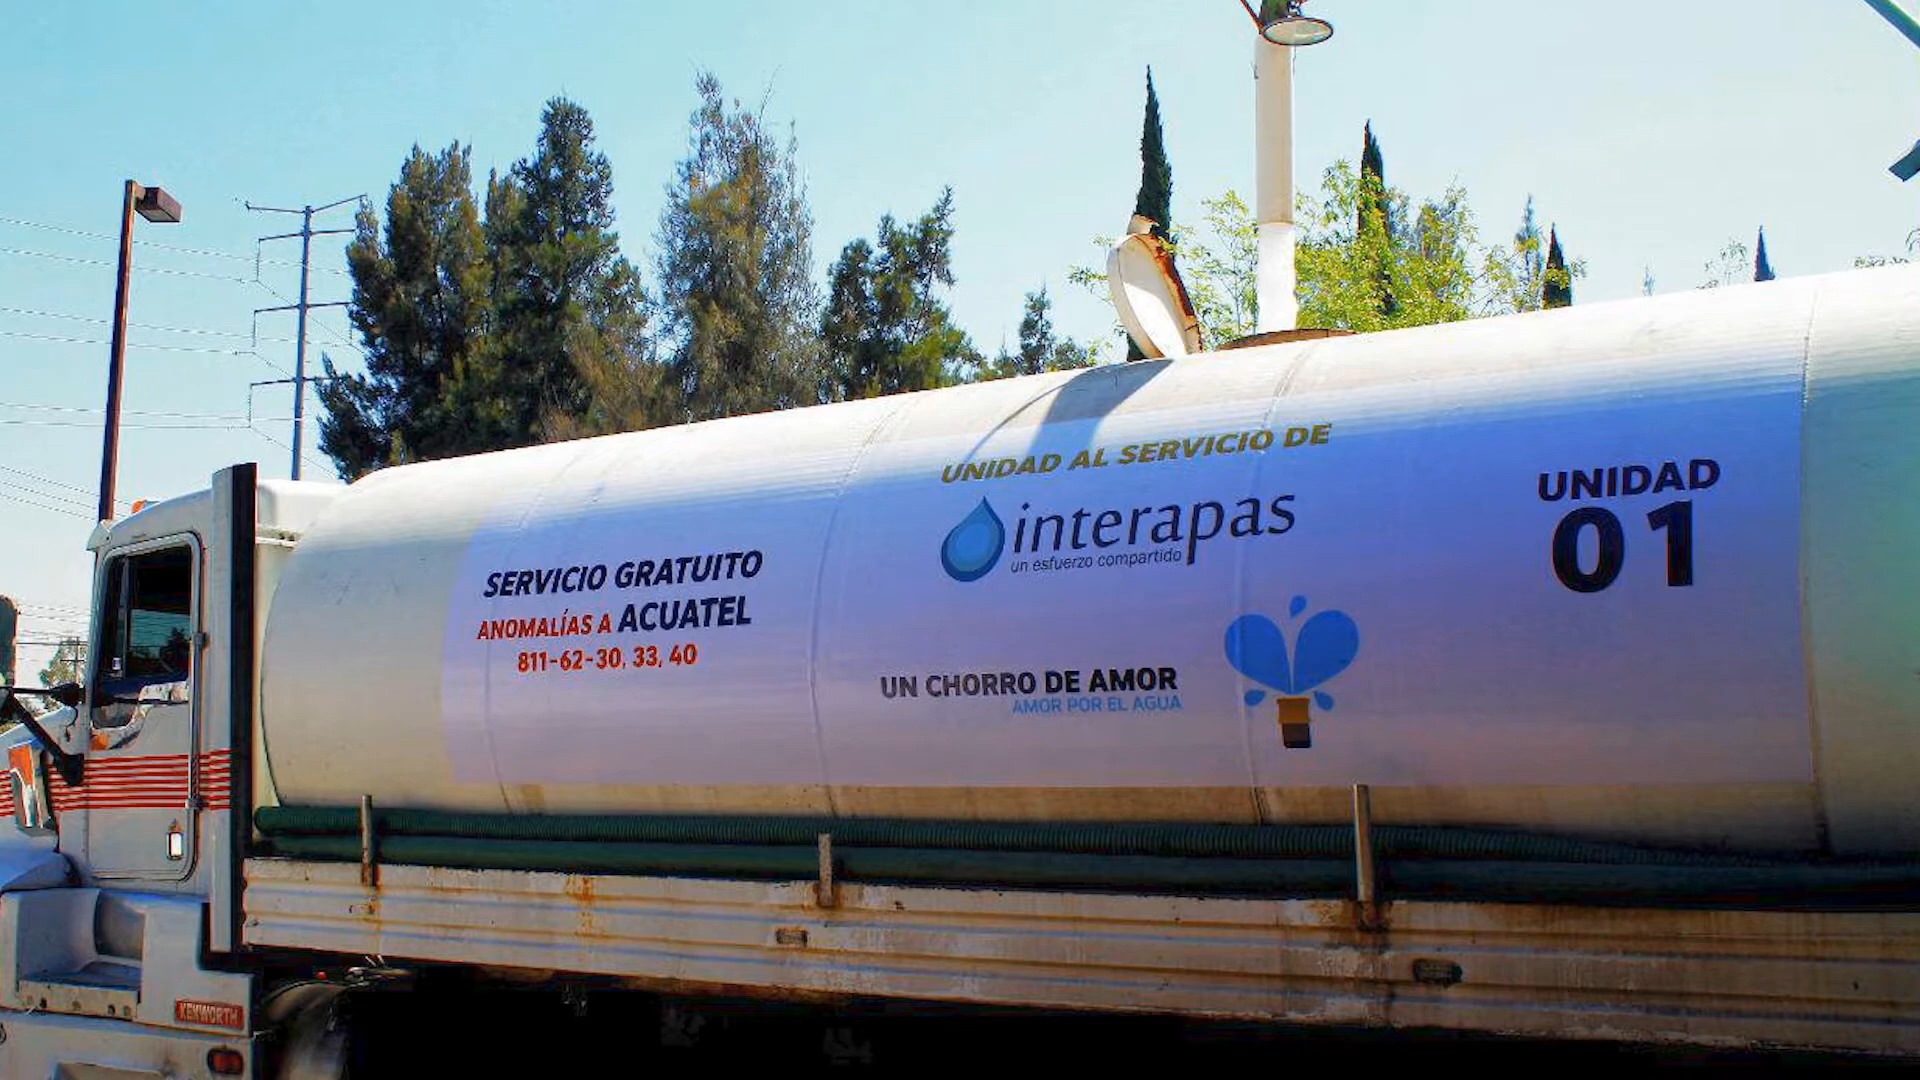 SERVICIO GRATUITO
ANOMALÍAS A ACUATEL
811-62-30, 33, 40
UNIDAD AL SERVICIO DE
interapas
un esfuerzo compartido
UN CHORRO DE AMOR
AMOR POR EL AGUA
UNIDAD
01
KENWORTH